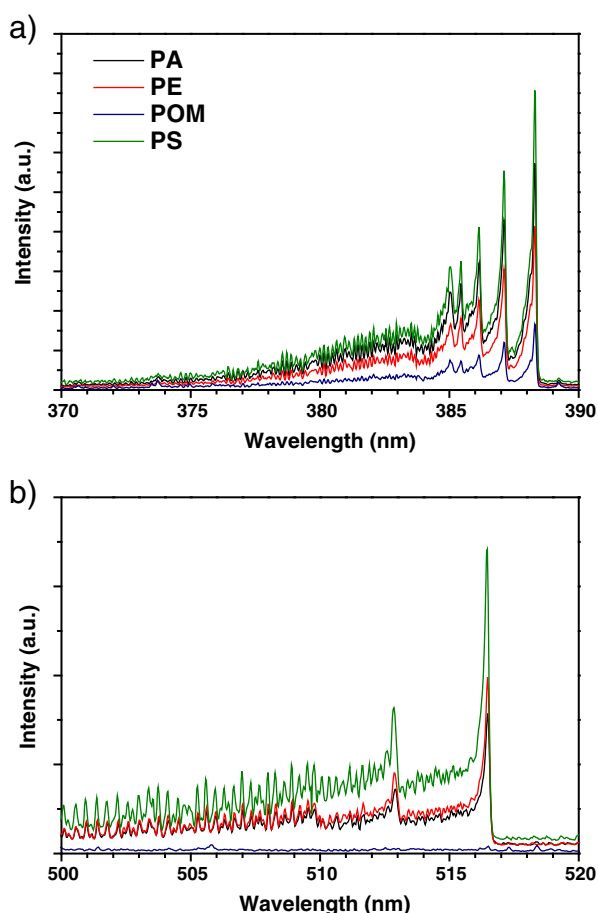 a)
PA
PE
POM
PS
Intensity (a.u.)
370 375 380 385 390
Wavelength (nm)
b)
Intensity (a.u.)
500 505 510 515 520
Wavelength (nm)